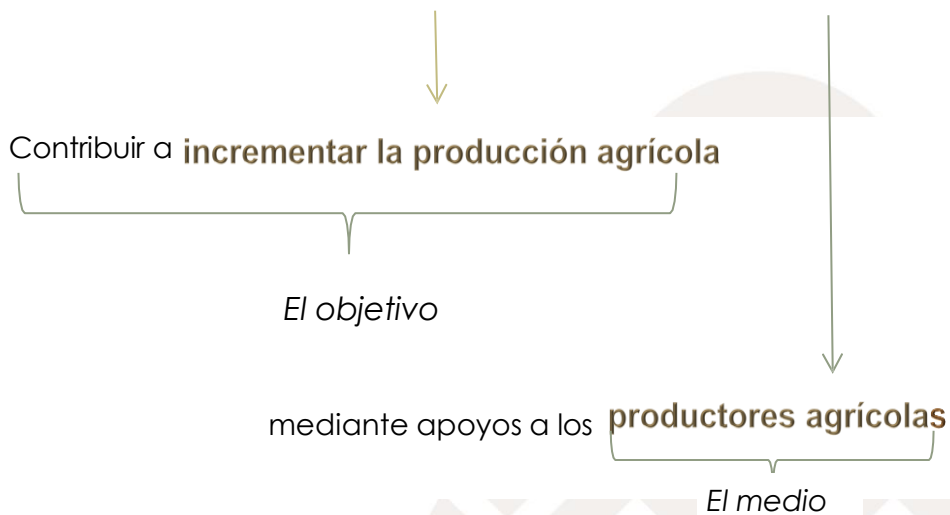 Contribuir a incrementar la producción agrícola
El objetivo
mediante apoyos a los productores agrícolas
El medio